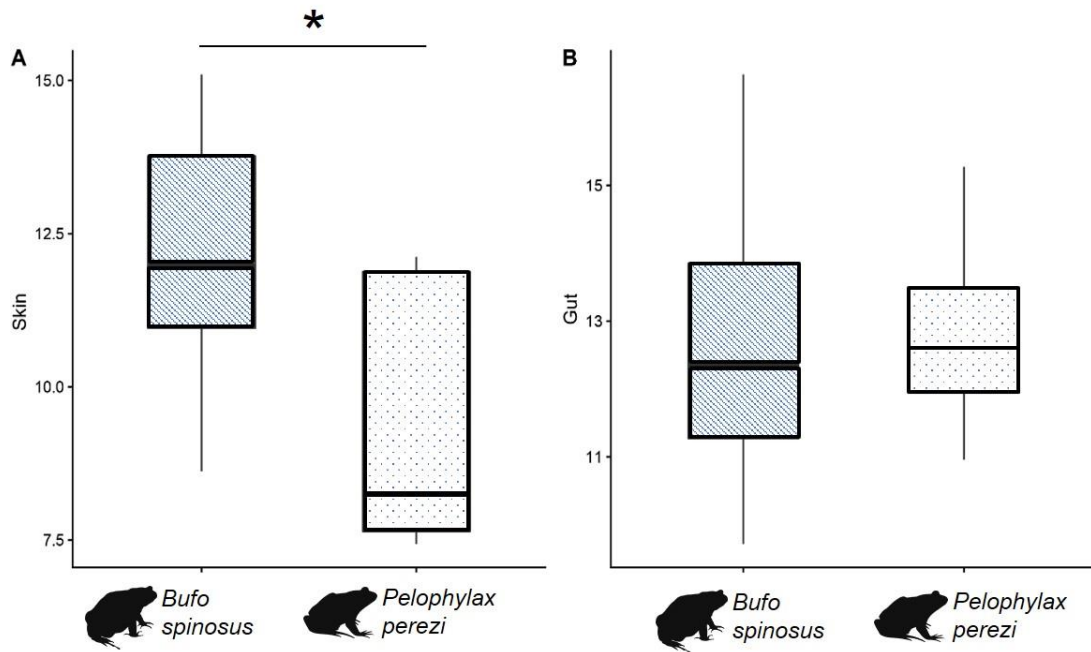 *
A
15.0
12.5
10.0
7.5
Skin
Bufo
spinosus
Pelophylax
perezi
B
15
13
11
Gut
Bufo
spinosus
Pelophylax
perezi